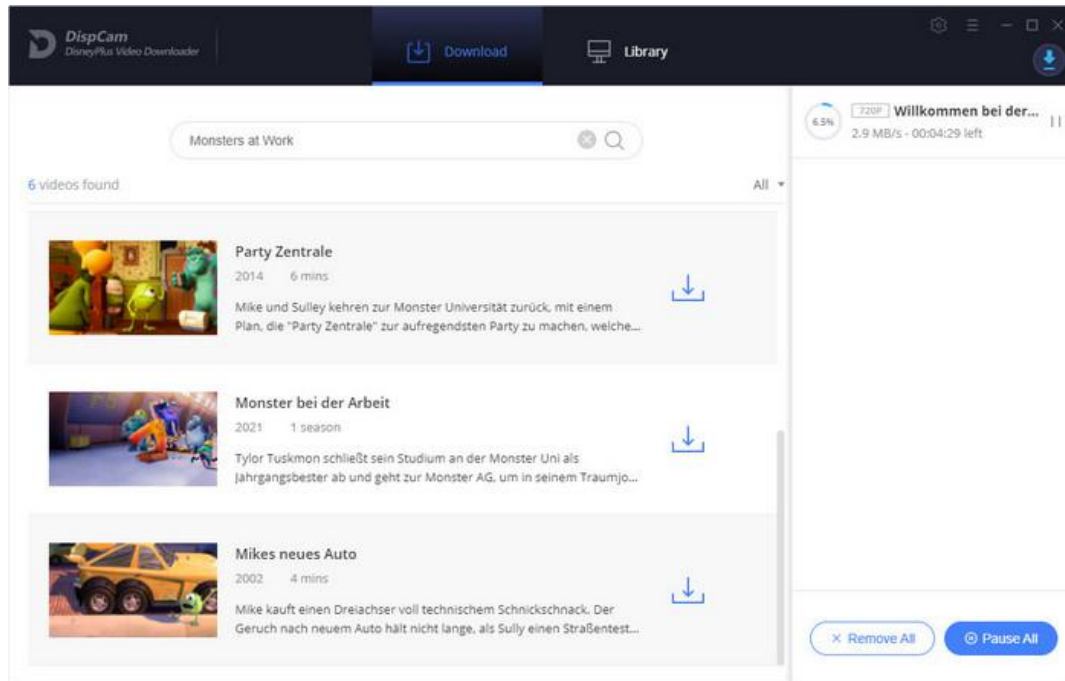 DispCam
DisneyPlus Video Downloader
Download
Library
Monsters at Work
6 videos found
All
Party Zentrale
2014 6 mins
Mike und Sulley kehren zur Monster Universität zurück, mit einem
Plan, die "Party Zentrale" zur aufregendsten Party zu machen, welche...
Monster bei der Arbeit
2021 1 season
Tylor Tuskmon schließt sein Studium an der Monster Uni als
Jahrgangsbester ab und geht zur Monster AG, um in seinem Traumjo...
Mikes neues Auto
2002 4 mins
Mike kauft einen Dreiachser voll technischem Schnickschnack. Der
Geruch nach neuem Auto hält nicht lange, als Sully einen Straßentest...
6.5%
720P Willkommen bei der...
2.9 MB/s - 00:04:29 left
Remove All
Pause All